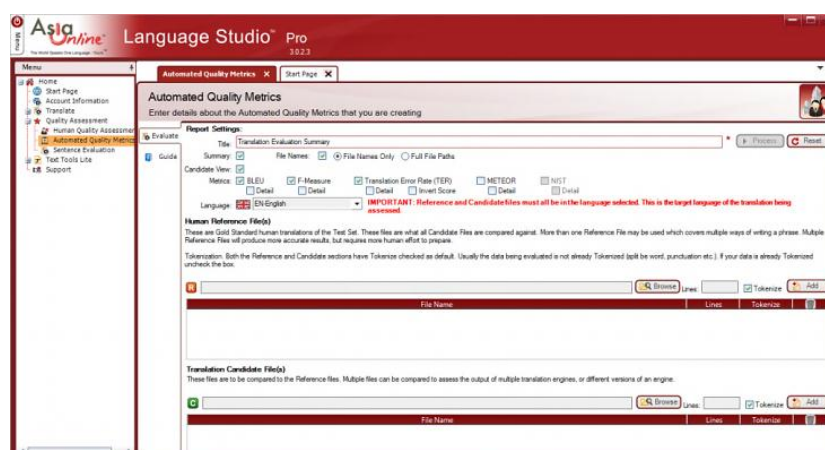 Asia Online
The World Speaks One Language - Yours
Language Studio™ Pro
3.0.2.3
Menu
Menu
Home
Start Page
Account Information
Translate
Quality Assessment
Human Quality Assessmen
Automated Quality Metrics
Sentence Evaluation
Text Tools Lite
Support
Automated Quality Metrics X Start Page X
Automated Quality Metrics
Enter details about the Automated Quality Metrics that you are creating
Evaluate
Guide
Report Settings:
Title: Translation Evaluation Summary * Process Reset
Summary: File Names: File Names Only Full File Paths
Candidate View:
Metrics: BLEU F-Measure Translation Error Rate (TER) METEOR NIST
Detail Detail Detail Invert Score Detail Detail
Language: EN-English IMPORTANT: Reference and Candidate files must all be in the language selected. This is the target language of the translation being
assessed.
Human Reference File(s)
These are Gold Standard human translations of the Test Set. These files are what all Candidate Files are compared against. More than one Reference File may be used which covers multiple ways of writing a phrase. Multiple
Reference Files will produce more accurate results, but requires more human effort to prepare.
Tokenization. Both the Reference and Candidate sections have Tokenize checked as default. Usually the data being evaluated is not already Tokenized (split be word, punctuation etc.). If your data is already Tokenized
uncheck the box.
R Browse Lines: Tokenize Add
File Name Lines Tokenize
Translation Candidate File(s)
These files are to be compared to the Reference files. Multiple files can be compared to assess the output of multiple translation engines, or different versions of an engine.
C Browse Lines: Tokenize Add
File Name Lines Tokenize